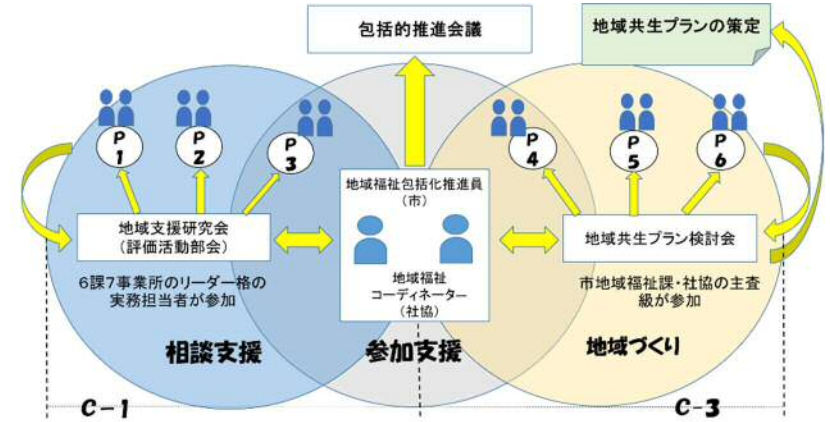 包括的推進会議
地域共生プランの策定
P
1
P
2
P
3
P
4
P
5
P
6
地域支援研究会
（評価活動部会）
6課7事業所のリーダー格の
実務担当者が参加
地域福祉包括化推進員
（市）
地域福祉
コーディネーター
（社協）
地域共生プラン検討会
市地域福祉課・社協の主査
級が参加
相談支援
参加支援
地域づくり
C-1
C-3